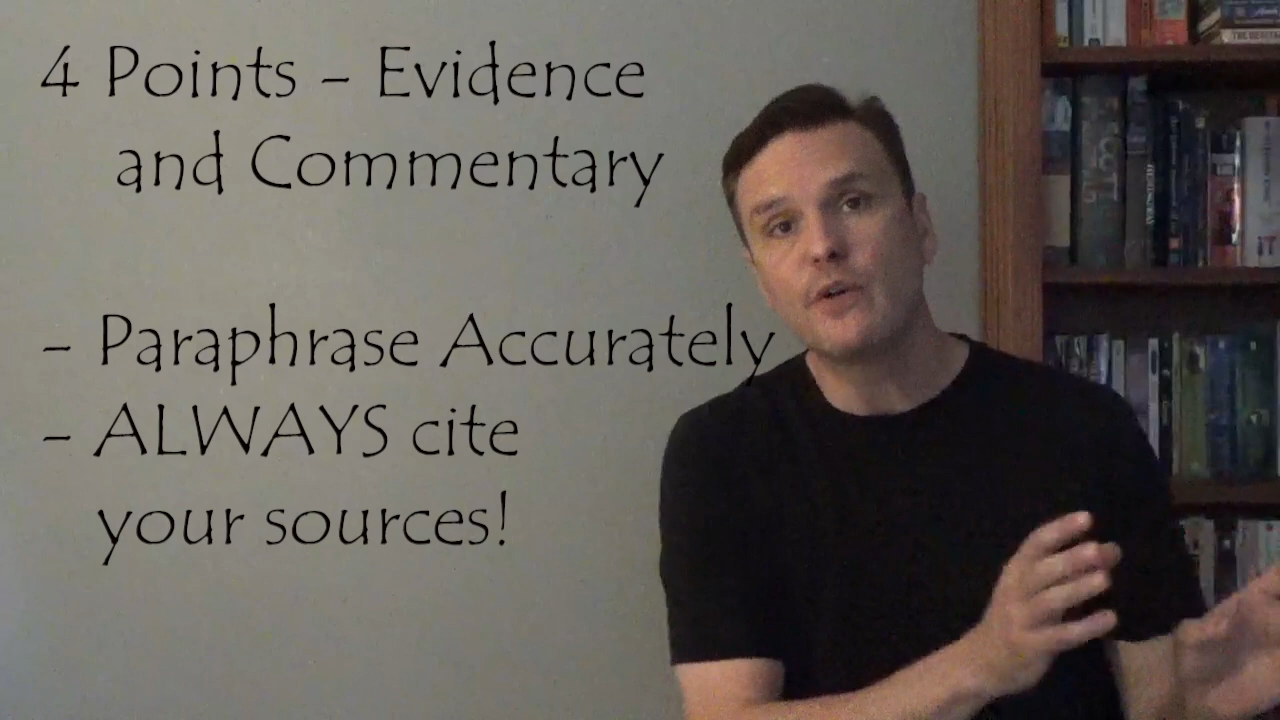 4 Points - Evidence
and Commentary
- Paraphrase Accurately
- ALWAYS cite
your sources!